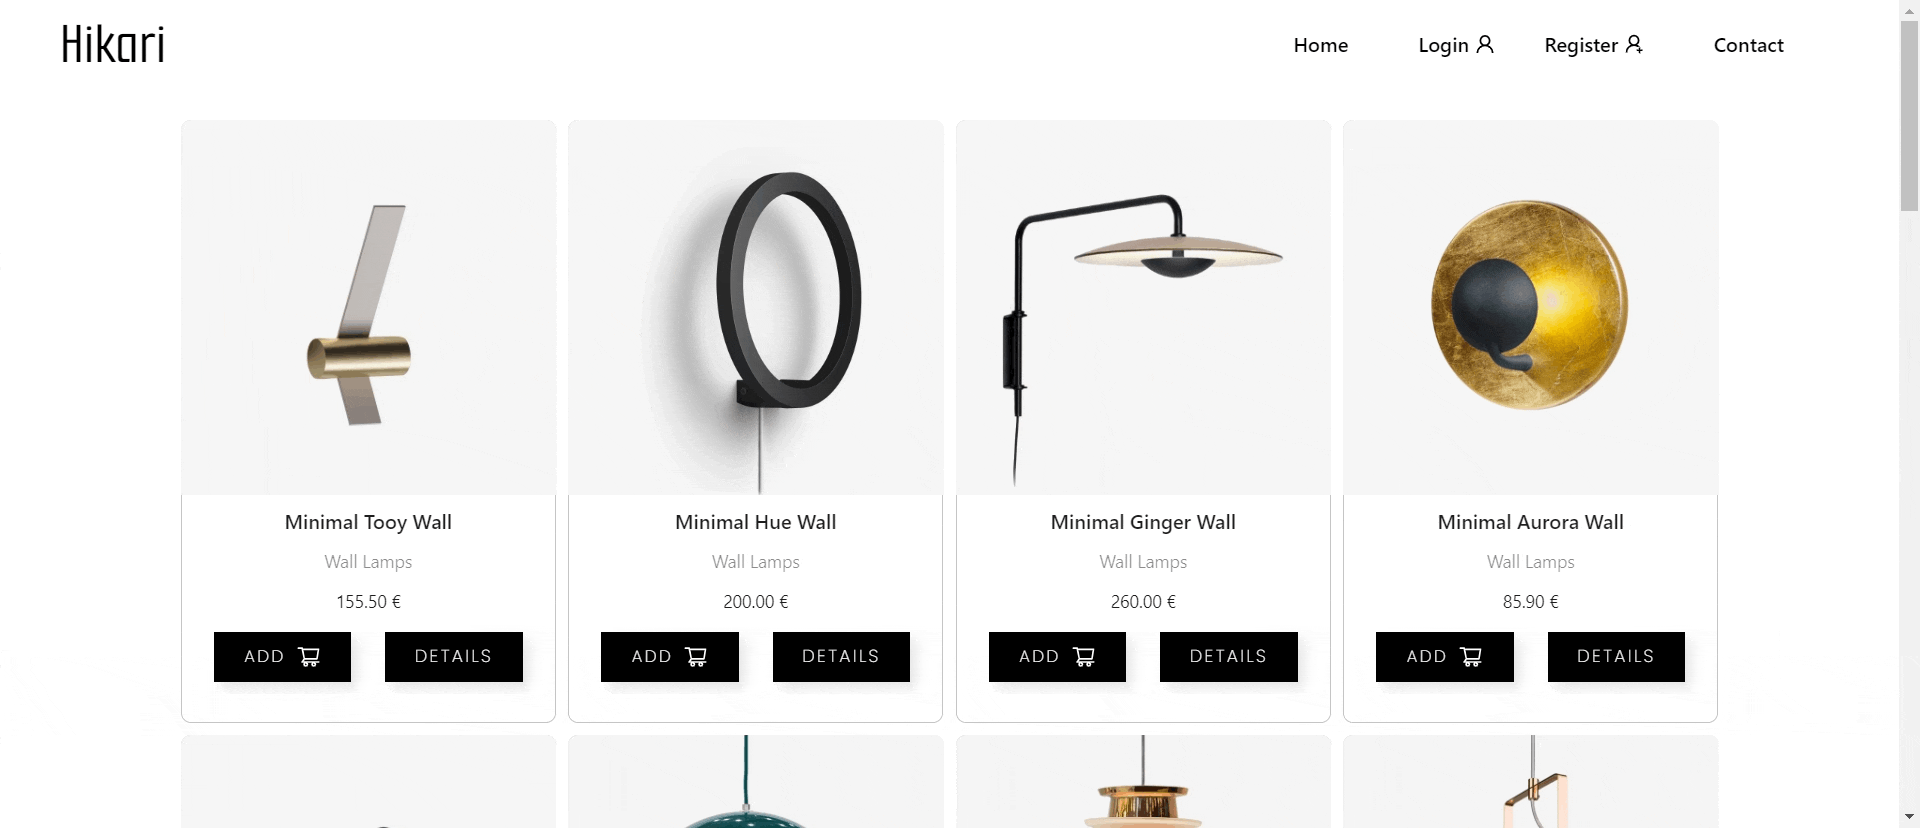 Hikari
Home
Login
Register
Contact
Minimal Tooy Wall
Wall Lamps
155.50 €
ADD
DETAILS
Minimal Hue Wall
Wall Lamps
200.00 €
ADD
DETAILS
Minimal Ginger Wall
Wall Lamps
260.00 €
ADD
DETAILS
Minimal Aurora Wall
Wall Lamps
85.90 €
ADD
DETAILS